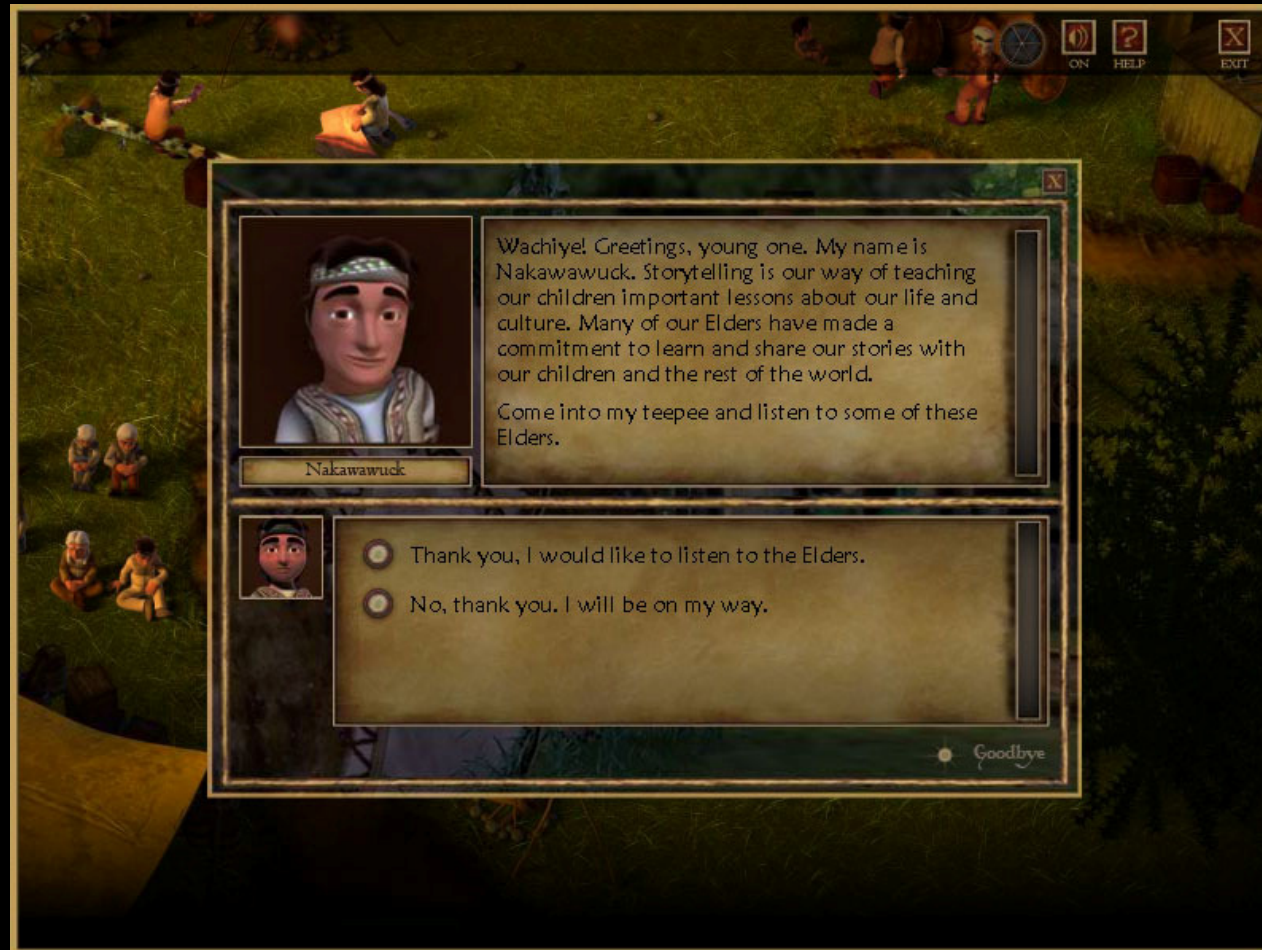 ON
HELP
X
EXIT
X
Wachiye! Greetings, young one. My name is
Nakawawuck. Storytelling is our way of teaching
our children important lessons about our life and
culture. Many of our Elders have made a
commitment to learn and share our stories with
our children and the rest of the world.
Come into my teepee and listen to some of these
Elders.
Nakawawuck
Thank you, I would like to listen to the Elders.
No, thank you. I will be on my way.
Goodbye